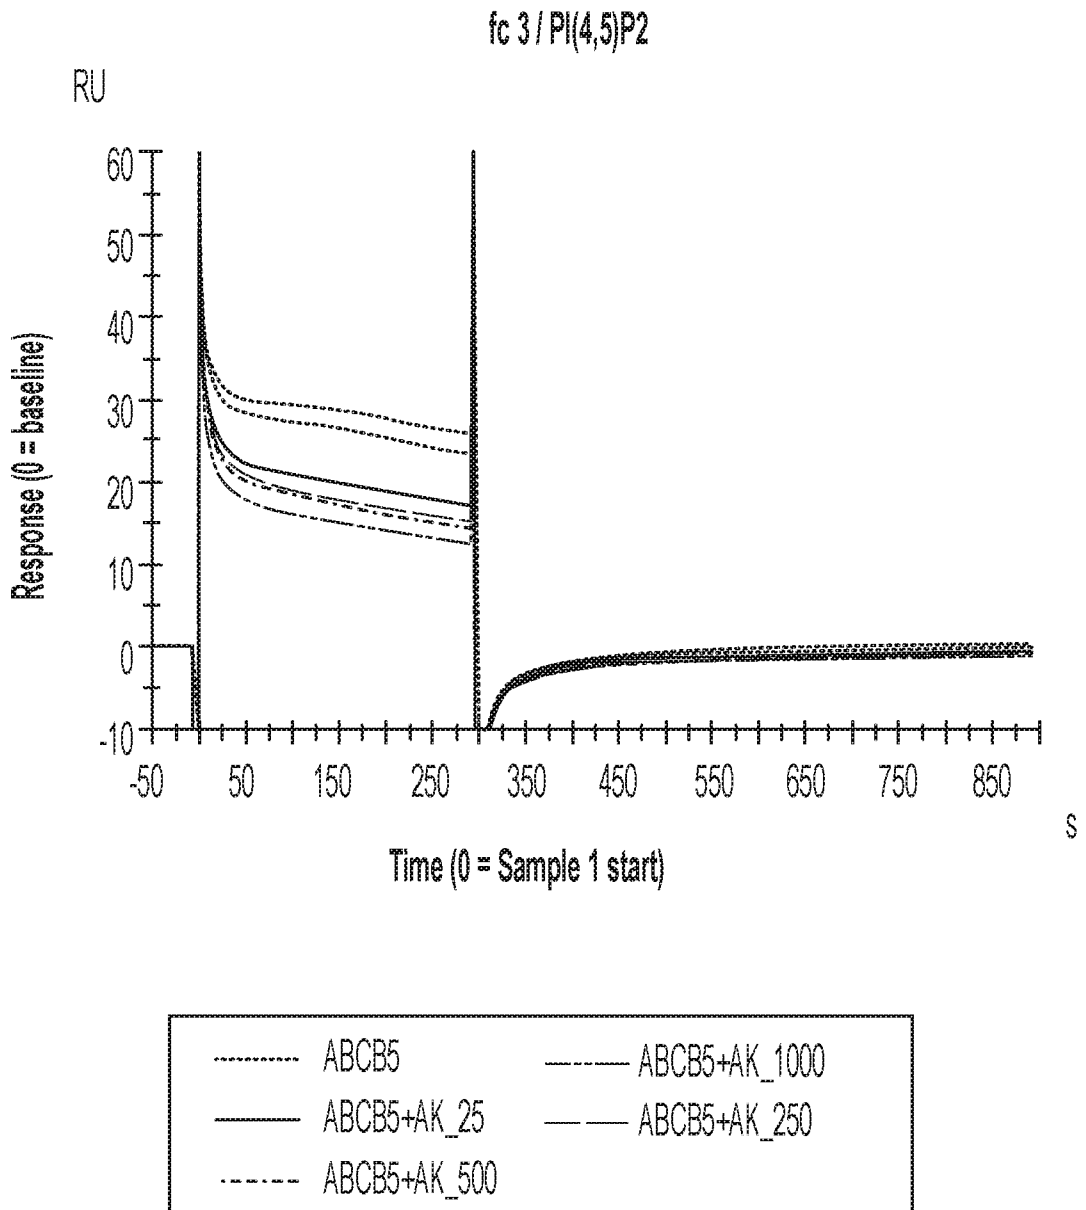 fc 3 / PI(4,5)P2
RU
Response (0 = baseline)
60
50
40
30
20
10
0
-10
-50 50 150 250 350 450 550 650 750 850
s
Time (0 = Sample 1 start)
ABCB5 ABCB5+AK_1000
ABCB5+AK_25 ABCB5+AK_250
ABCB5+AK_500